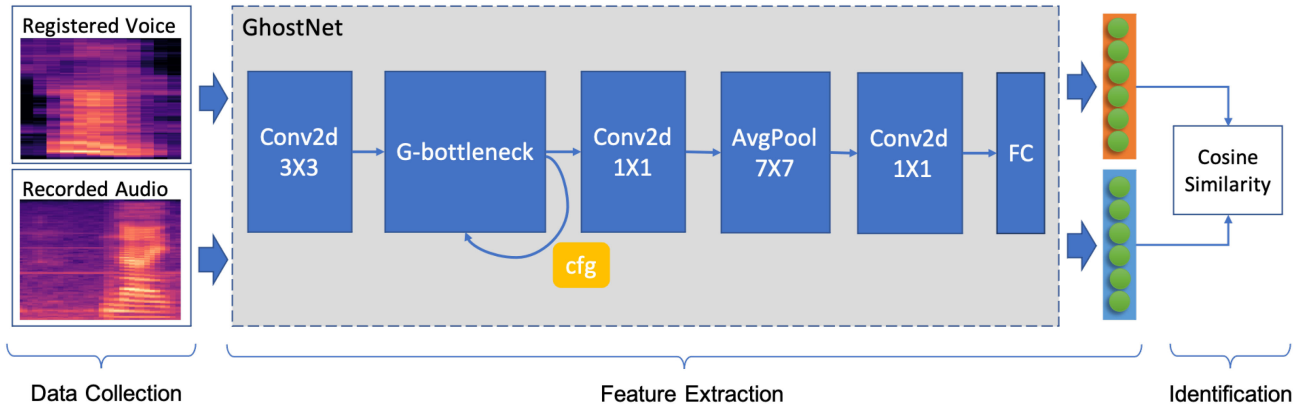 Registered Voice
Recorded Audio
GhostNet
Conv2d
3X3
G-bottleneck
cfg
Conv2d
1X1
AvgPool
7X7
Conv2d
1X1
FC
Cosine
Similarity
Data Collection
Feature Extraction
Identification